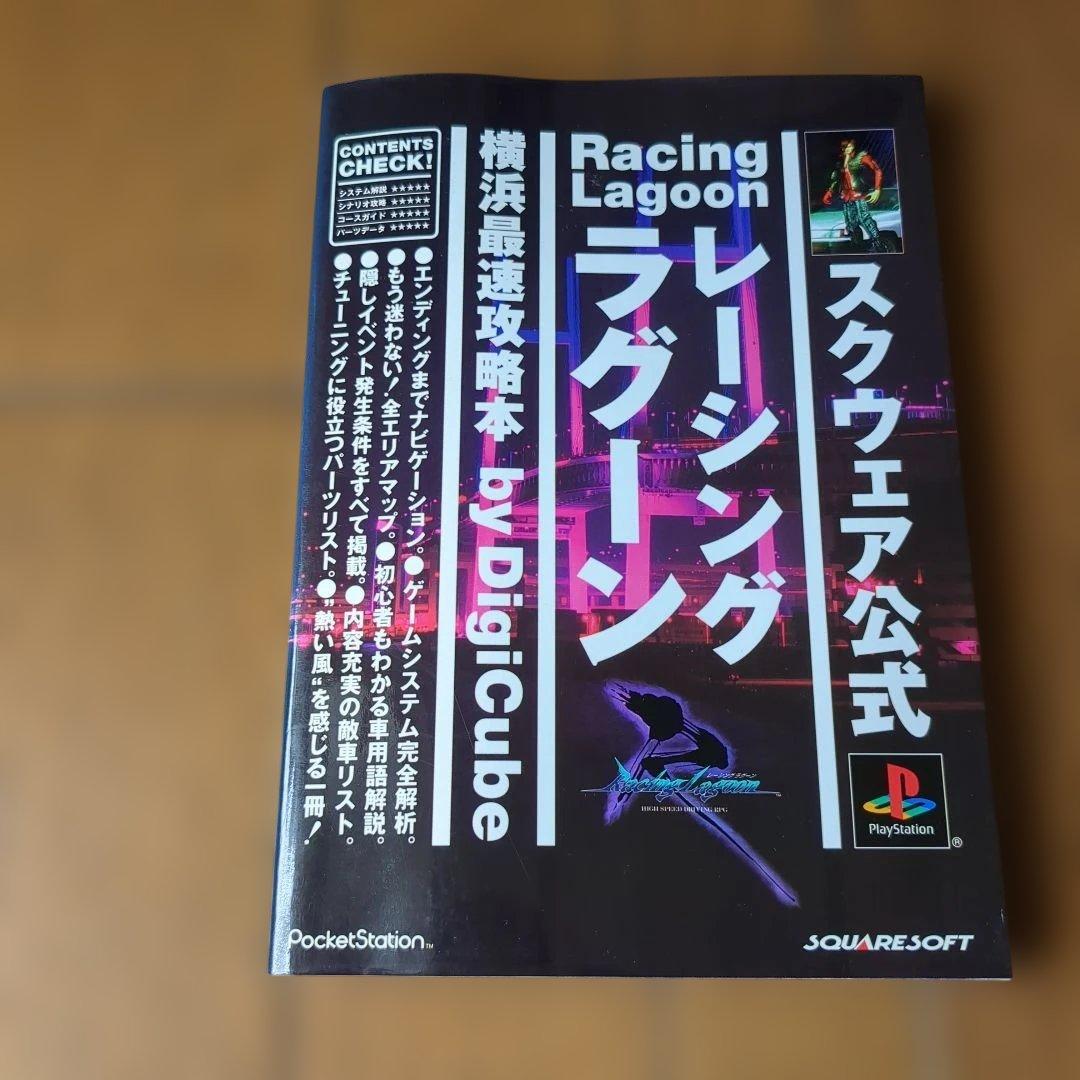 スクウェア公式
PlayStation
®
Racing
Lagoon
レーシング
ラグーン
レーシング ラグーン
Racing Lagoon
HIGH SPEED DRIVING RPG
横浜最速攻略本 by DigiCube
CONTENTS
CHECK!
システム解説 ★★★★★
シナリオ攻略 ★★★★★
コースガイド ★★★★★
パーツデータ ★★★★★
●エンディングまでナビゲーション。●ゲームシステム完全解析。
●もう迷わない！全エリアマップ。●初心者もわかる車用語解説。
●隠しイベント発生条件をすべて掲載。●内容充実の敵車リスト。
●チューニングに役立つパーツリスト。●"熱い風"を感じる一冊！
PocketStation™
SQUARESOFT